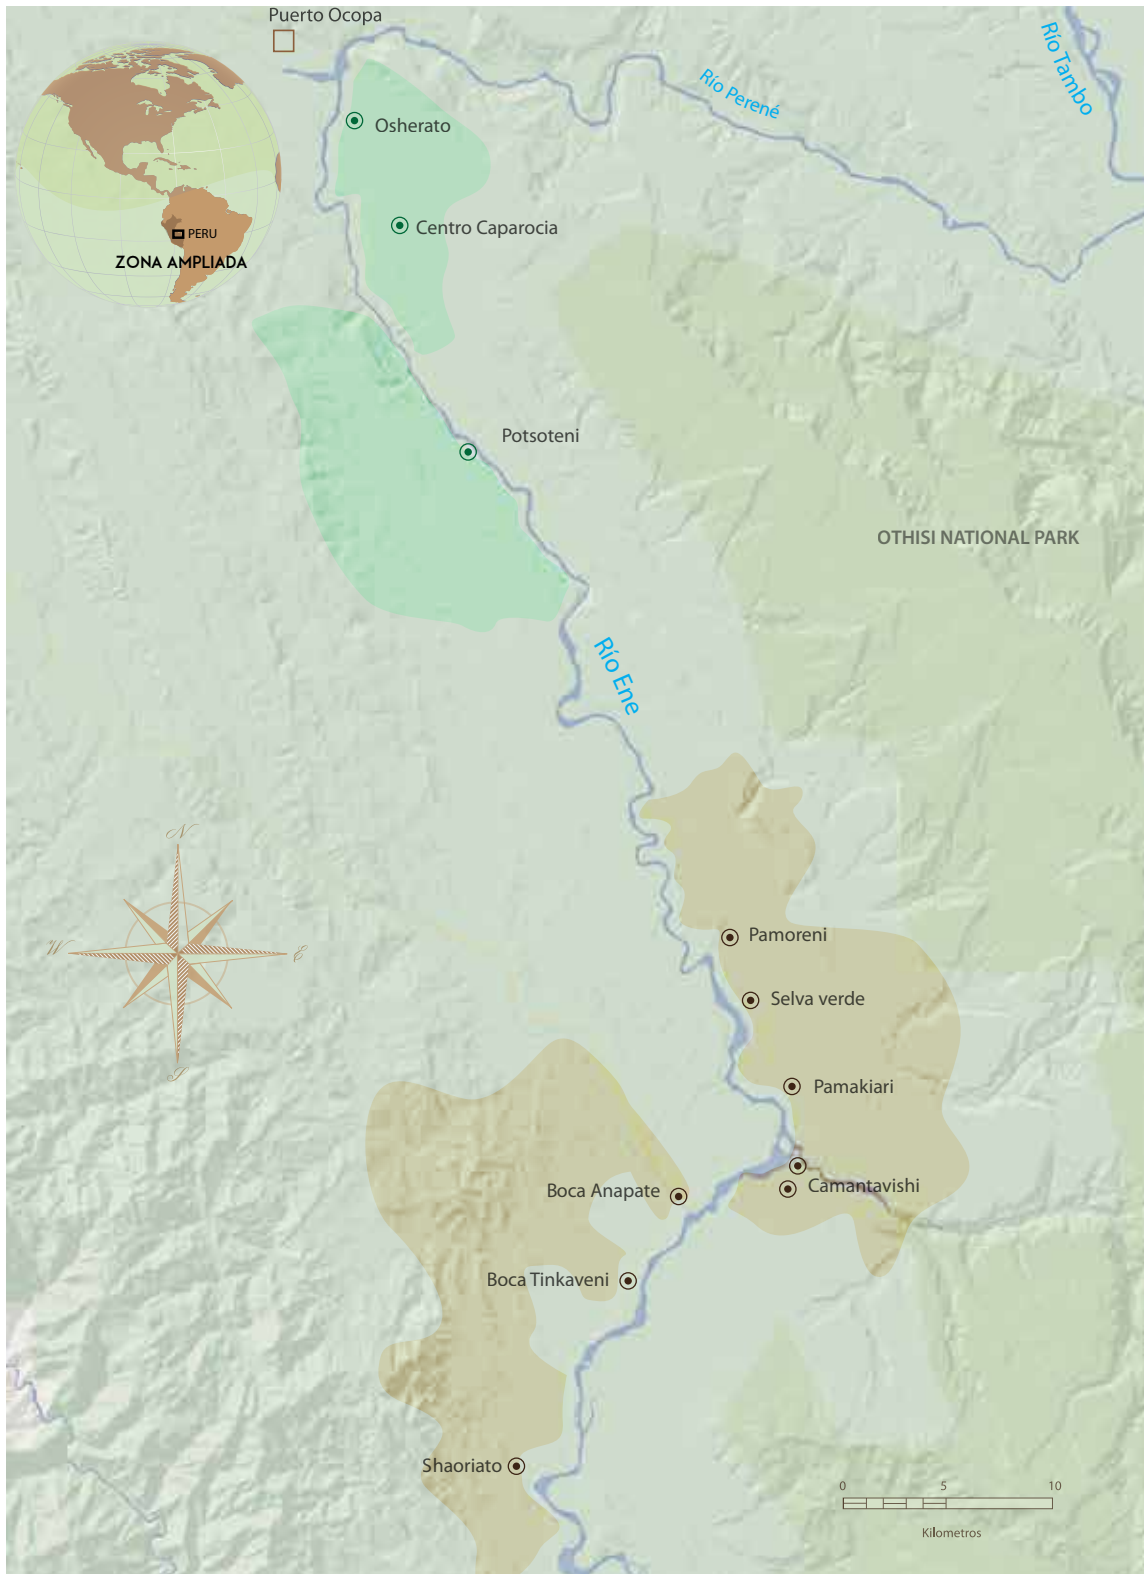 Puerto Ocopa
Río Tambo
Río Perené
Osherato
Centro Caparocia
PERU
ZONA AMPLIADA
Potsoteni
OTHISI NATIONAL PARK
Río Ene
N
W
E
S
Pamoreni
Selva verde
Pamakiari
Camantavishi
Boca Anapate
Boca Tinkaveni
Shaoriato
0 5 10
Kilometros